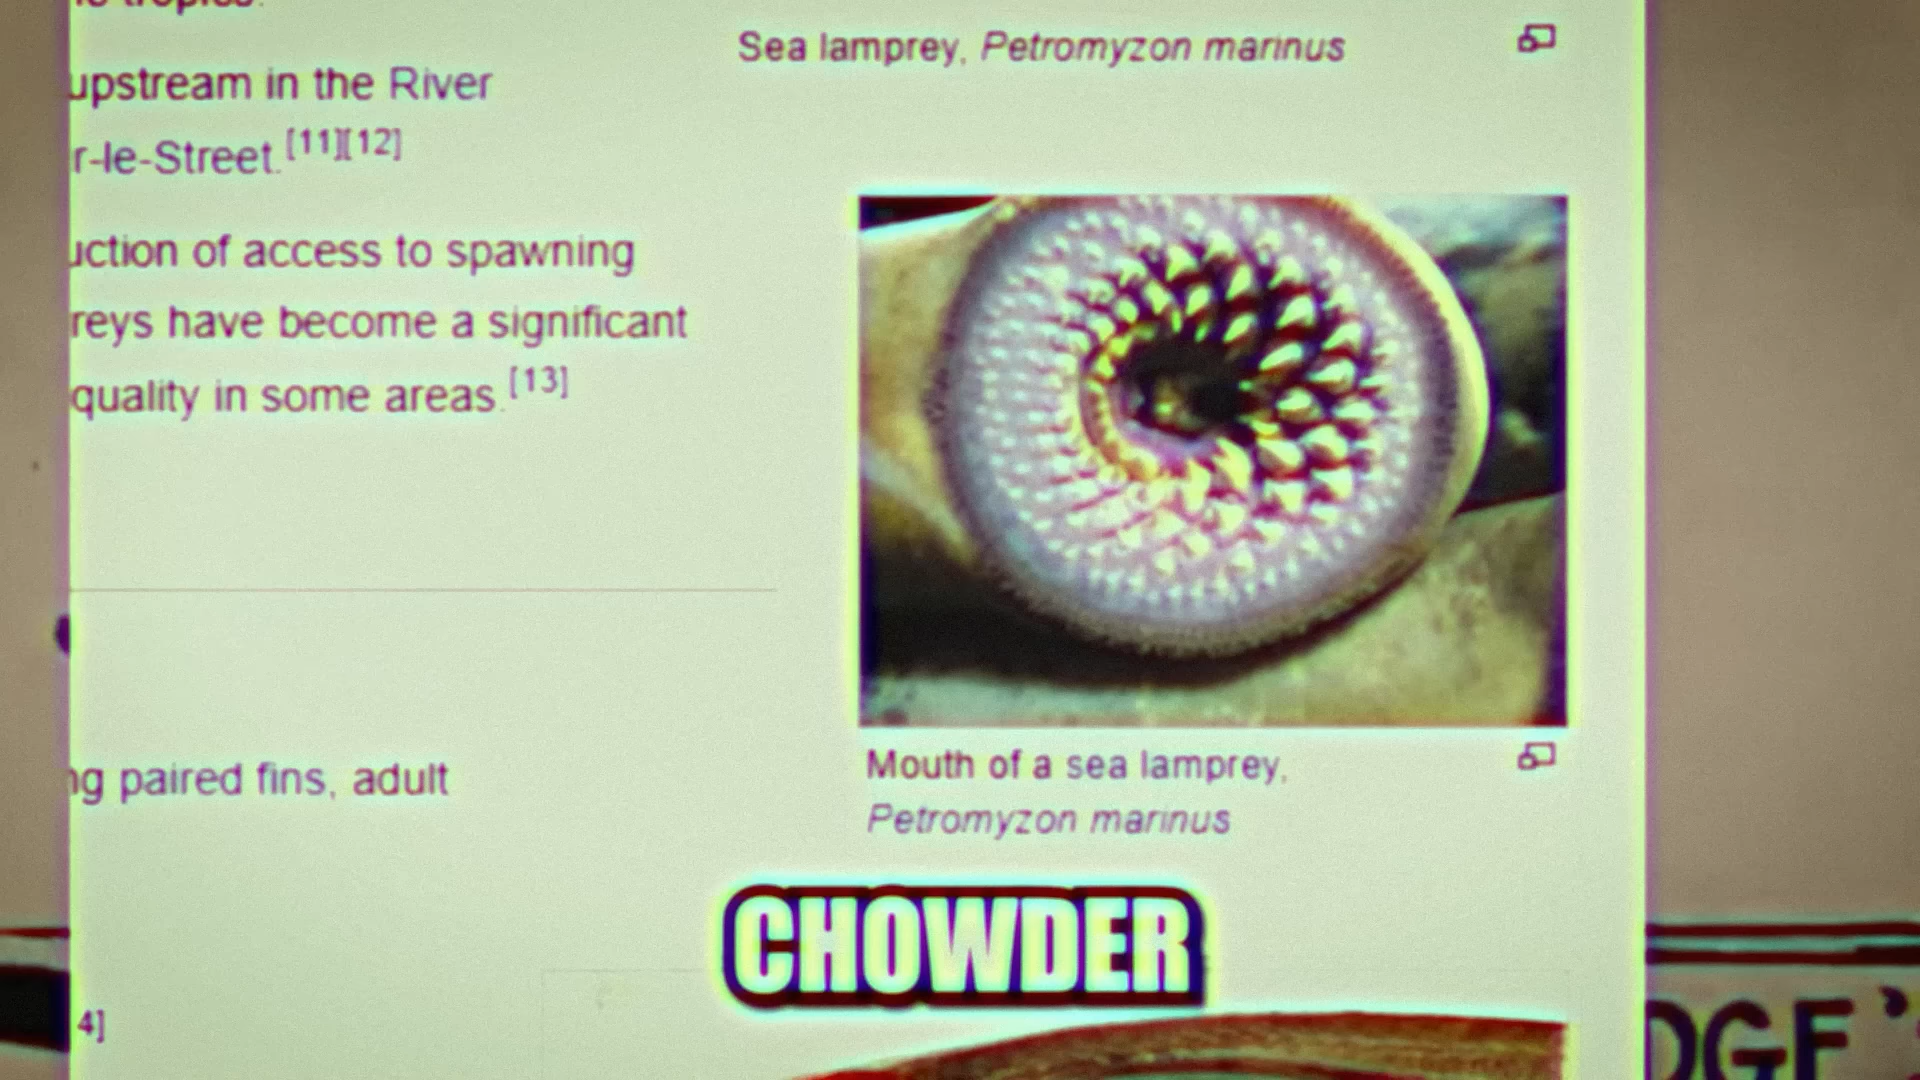 Sea lamprey, Petromyzon marinus
upstream in the River
r-le-Street.[11][12]
uction of access to spawning
reys have become a significant
quality in some areas.[13]
ng paired fins, adult
Mouth of a sea lamprey,
Petromyzon marinus
CHOWDER
4]